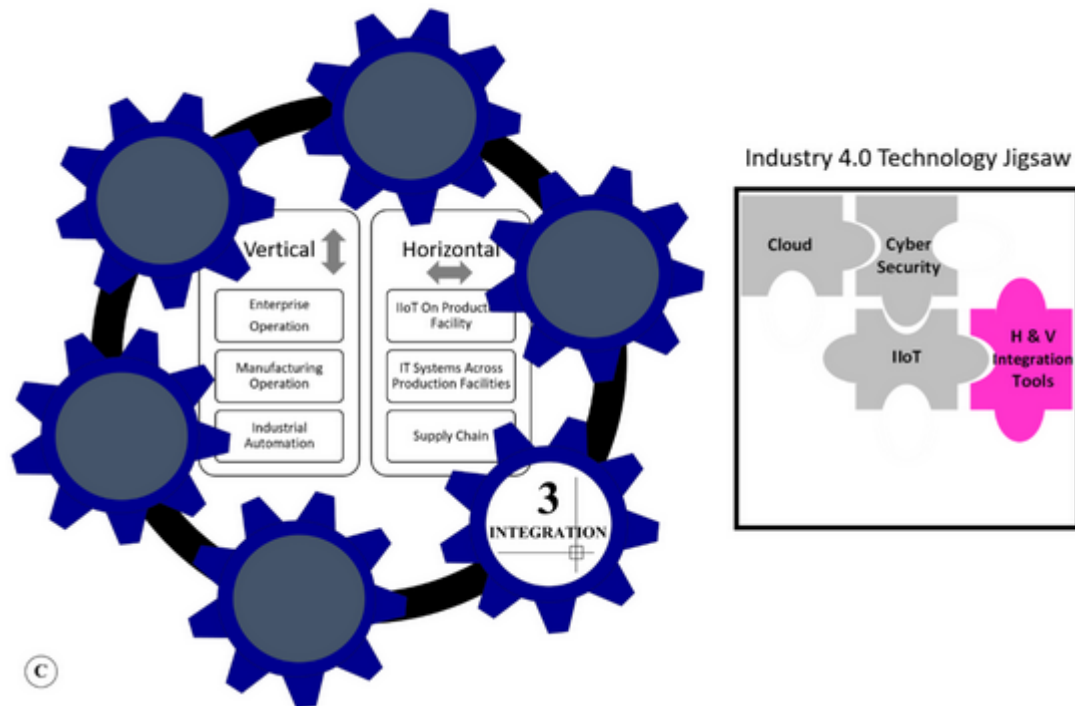 Vertical
Enterprise
Operation
Manufacturing
Operation
Industrial
Automation
Horizontal
IIoT On Product
Facility
IT Systems Across
Production Facilities
Supply Chain
3
INTEGRATION
C
Industry 4.0 Technology Jigsaw
Cloud
Cyber
Security
IIoT
H & V
Integration
Tools